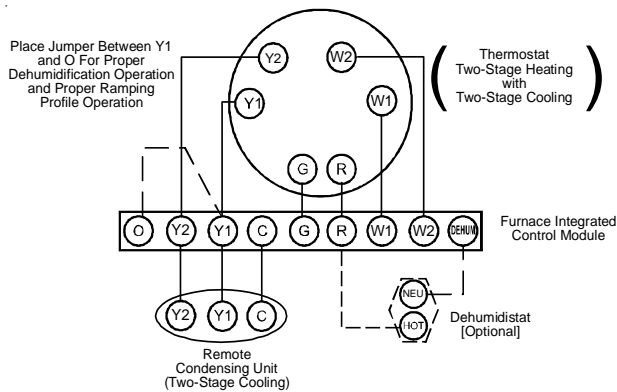 Place Jumper Between Y1
and O For Proper
Dehumidification Operation
and Proper Ramping
Profile Operation
Y2
W2
Y1
W1
G
R
(Thermostat
Two-Stage Heating
with
Two-Stage Cooling)
O Y2 Y1 C G R W1 W2 DEHUM
Furnace Integrated
Control Module
NEU
HOT
Dehumidistat
[Optional]
Y2 Y1 C
Remote
Condensing Unit
(Two-Stage Cooling)